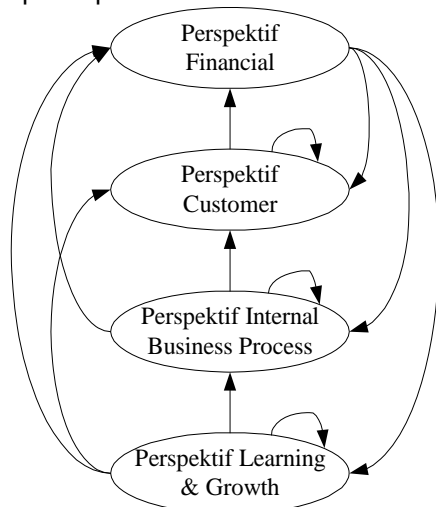 Perspektif
Financial
Perspektif
Customer
Perspektif Internal
Business Process
Perspektif Learning
& Growth